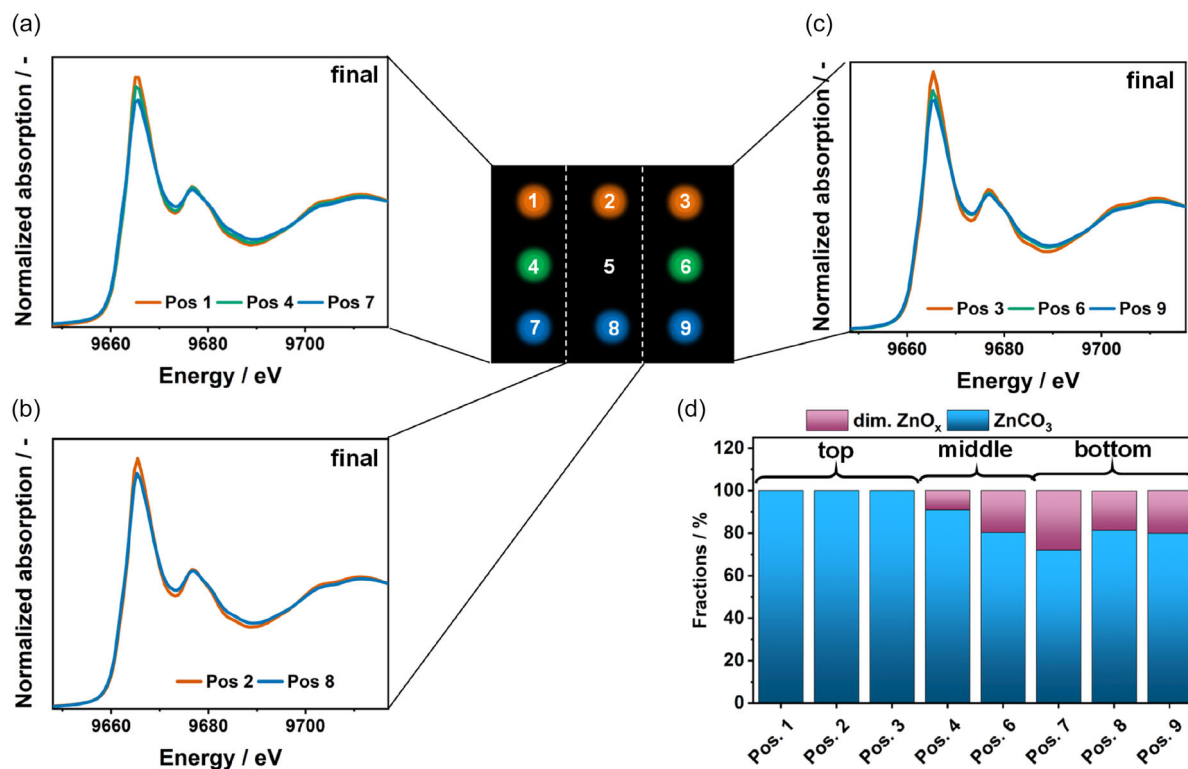 (a)
Normalized absorption / -
final
Pos 1 Pos 4 Pos 7
9660 9680 9700
Energy / eV
1 2 3
4 5 6
7 8 9
(c)
Normalized absorption / -
final
Pos 3 Pos 6 Pos 9
9660 9680 9700
Energy / eV
(b)
Normalized absorption / -
final
Pos 2 Pos 8
9660 9680 9700
Energy / eV
(d)
dim. ZnOₓ ZnCO₃
Fractions / %
120
100
80
60
40
20
0
top middle bottom
Pos. 1 Pos. 2 Pos. 3 Pos. 4 Pos. 6 Pos. 7 Pos. 8 Pos. 9